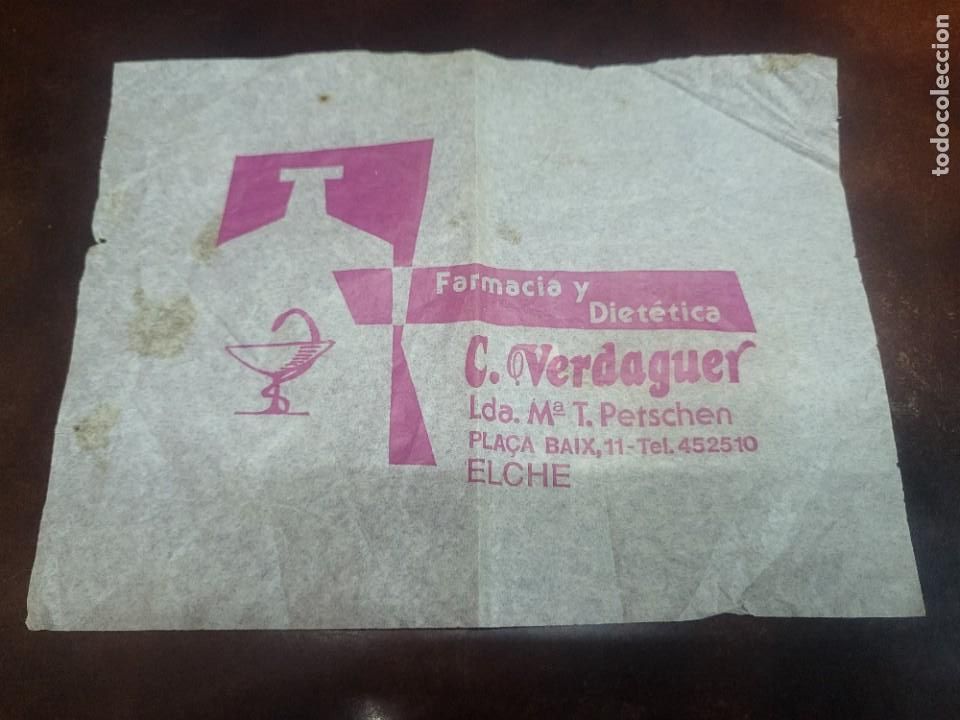 Farmacia y
Dietética
C. Verdaguer
Lda. Mª T. Petschen
PLAÇA BAIX, 11 - Tel. 452510
ELCHE
todocoleccion